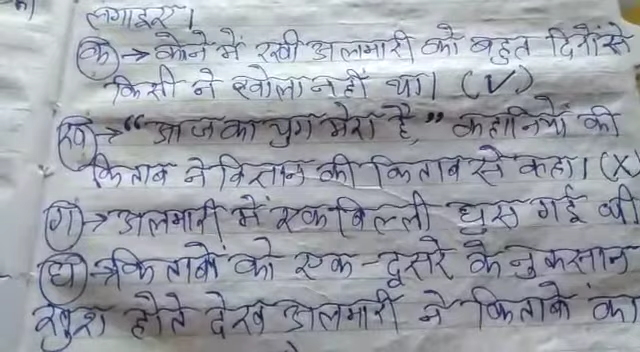 लगाइए।
(क) → कोने में रखी अलमारी को बहुत दिनों से
किसी ने खोला नहीं था। (✓)
(ख) → "आज का युग मेरा है," कहानियों की
किताब ने विज्ञान की किताब से कहा। (X)
(ग) → अलमारी में एक बिल्ली घुस गई थी
(घ) → किताबों को एक-दूसरे के नुकसान
खुश होते देख अलमारी ने किताबें का